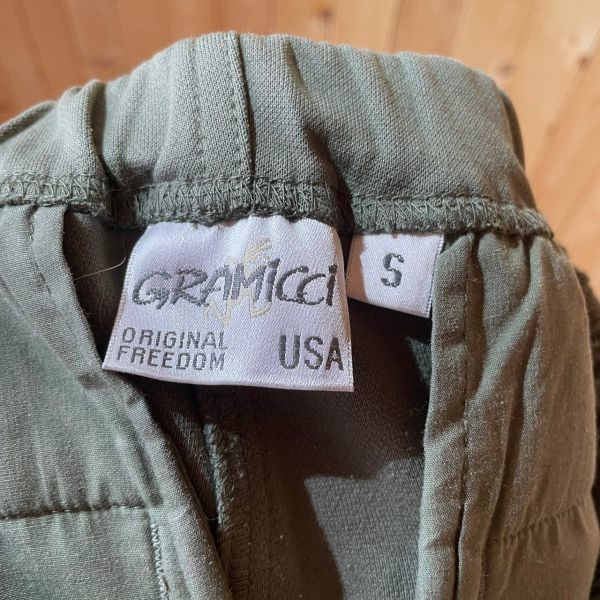 GRAMiCCi
ORIGINAL
FREEDOM
USA
S